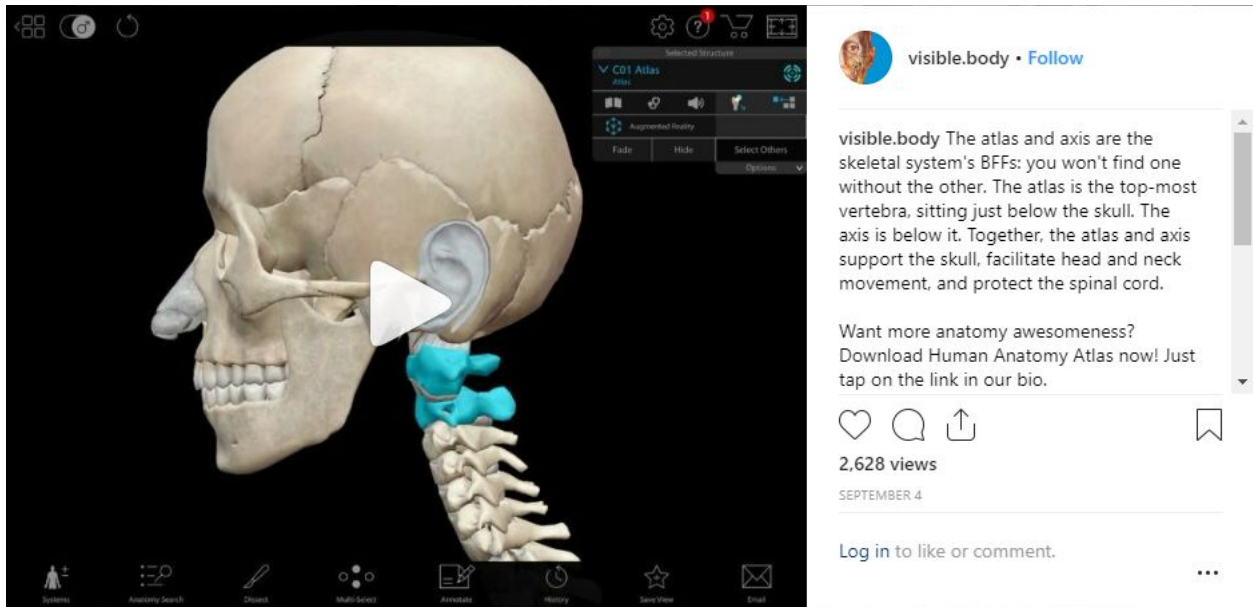 1
Selected Structure
C01 Atlas
Atlas
Augmented Reality
Fade Hide Select Others
Options
Systems Anatomy Search Dissect Multi-Select Annotate History Save View Email
visible.body • Follow
visible.body The atlas and axis are the
skeletal system's BFFs: you won't find one
without the other. The atlas is the top-most
vertebra, sitting just below the skull. The
axis is below it. Together, the atlas and axis
support the skull, facilitate head and neck
movement, and protect the spinal cord.
Want more anatomy awesomeness?
Download Human Anatomy Atlas now! Just
tap on the link in our bio.
2,628 views
SEPTEMBER 4
Log in to like or comment.